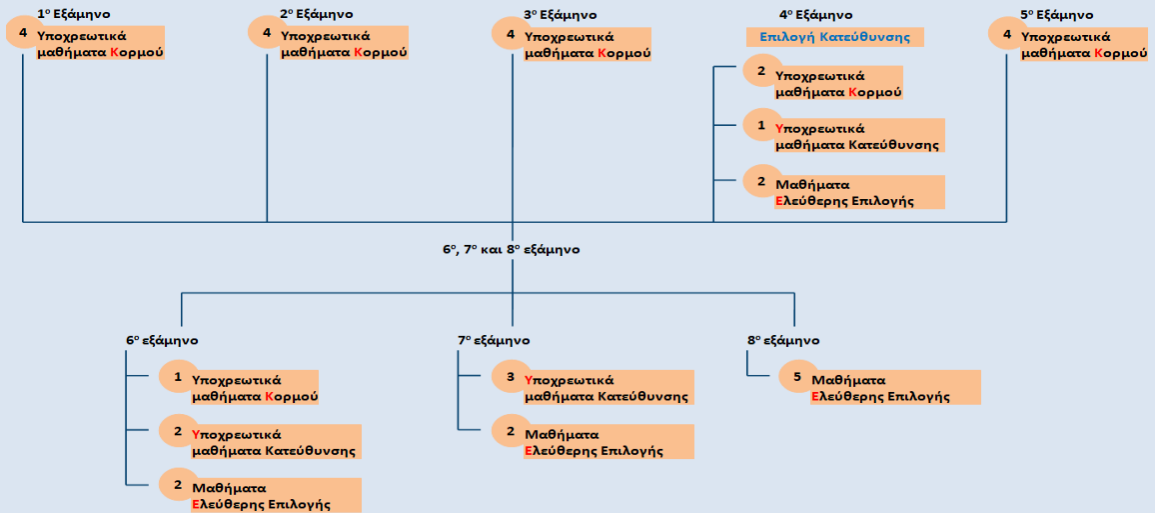 1ο Εξάμηνο
4 Υποχρεωτικά
μαθήματα Κορμού
2ο Εξάμηνο
4 Υποχρεωτικά
μαθήματα Κορμού
3ο Εξάμηνο
4 Υποχρεωτικά
μαθήματα Κορμού
4ο Εξάμηνο
Επιλογή Κατεύθυνσης
2 Υποχρεωτικά
μαθήματα Κορμού
1 Υποχρεωτικά
μαθήματα Κατεύθυνσης
2 Μαθήματα
Ελεύθερης Επιλογής
5ο Εξάμηνο
4 Υποχρεωτικά
μαθήματα Κορμού
6ο, 7ο και 8ο εξάμηνο
6ο εξάμηνο
1 Υποχρεωτικά
μαθήματα Κορμού
2 Υποχρεωτικά
μαθήματα Κατεύθυνσης
2 Μαθήματα
Ελεύθερης Επιλογής
7ο εξάμηνο
3 Υποχρεωτικά
μαθήματα Κατεύθυνσης
2 Μαθήματα
Ελεύθερης Επιλογής
8ο εξάμηνο
5 Μαθήματα
Ελεύθερης Επιλογής